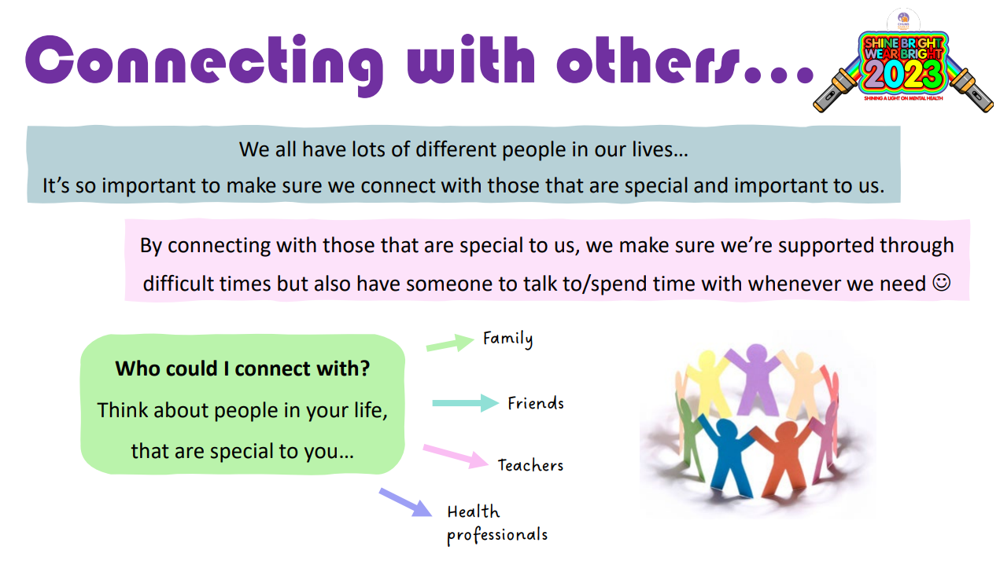 Connecting with others...
SHINE BRIGHT
WEAR BRIGHT
2023
SHINING A LIGHT ON MENTAL HEALTH
We all have lots of different people in our lives…
It’s so important to make sure we connect with those that are special and important to us.
By connecting with those that are special to us, we make sure we’re supported through
difficult times but also have someone to talk to/spend time with whenever we need ☺
Who could I connect with?
Think about people in your life,
that are special to you…
Family
Friends
Teachers
Health
professionals